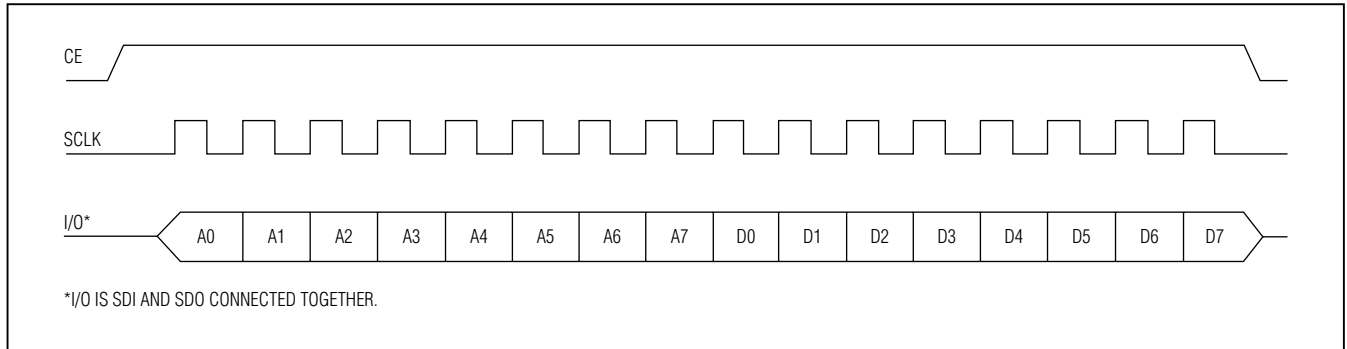 CE
SCLK
I/O*
A0 A1 A2 A3 A4 A5 A6 A7 D0 D1 D2 D3 D4 D5 D6 D7
*I/O IS SDI AND SDO CONNECTED TOGETHER.